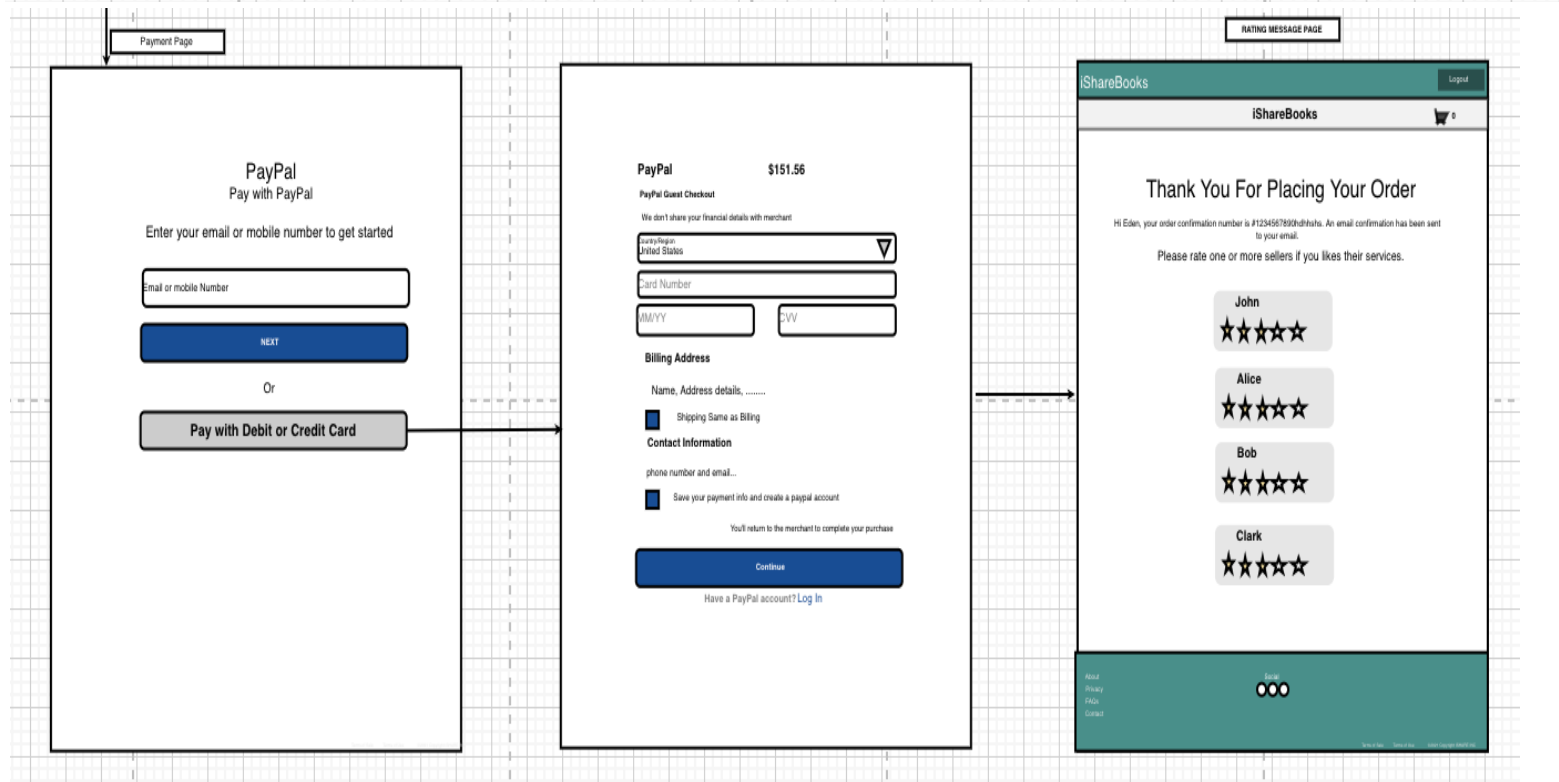 Payment Page
PayPal
Pay with PayPal
Enter your email or mobile number to get started
Email or mobile Number
NEXT
Or
Pay with Debit or Credit Card
PayPal $151.56
PayPal Guest Checkout
We don't share your financial details with merchant
Country/Region
United States
Card Number
MM/YY CVV
Billing Address
Name, Address details, ........
Shipping Same as Billing
Contact Information
phone number and email...
Save your payment info and create a paypal account
You'll return to the merchant to complete your purchase
Continue
Have a PayPal account? Log In
RATING MESSAGE PAGE
iShareBooks Logout
iShareBooks 0
Thank You For Placing Your Order
Hi Eden, your order confirmation number is #1234567890hdhhshs. An email confirmation has been sent
to your email.
Please rate one or more sellers if you likes their services.
John
Alice
Bob
Clark
About
Privacy
FAQs
Contact
Social
Terms of Use Terms of Use